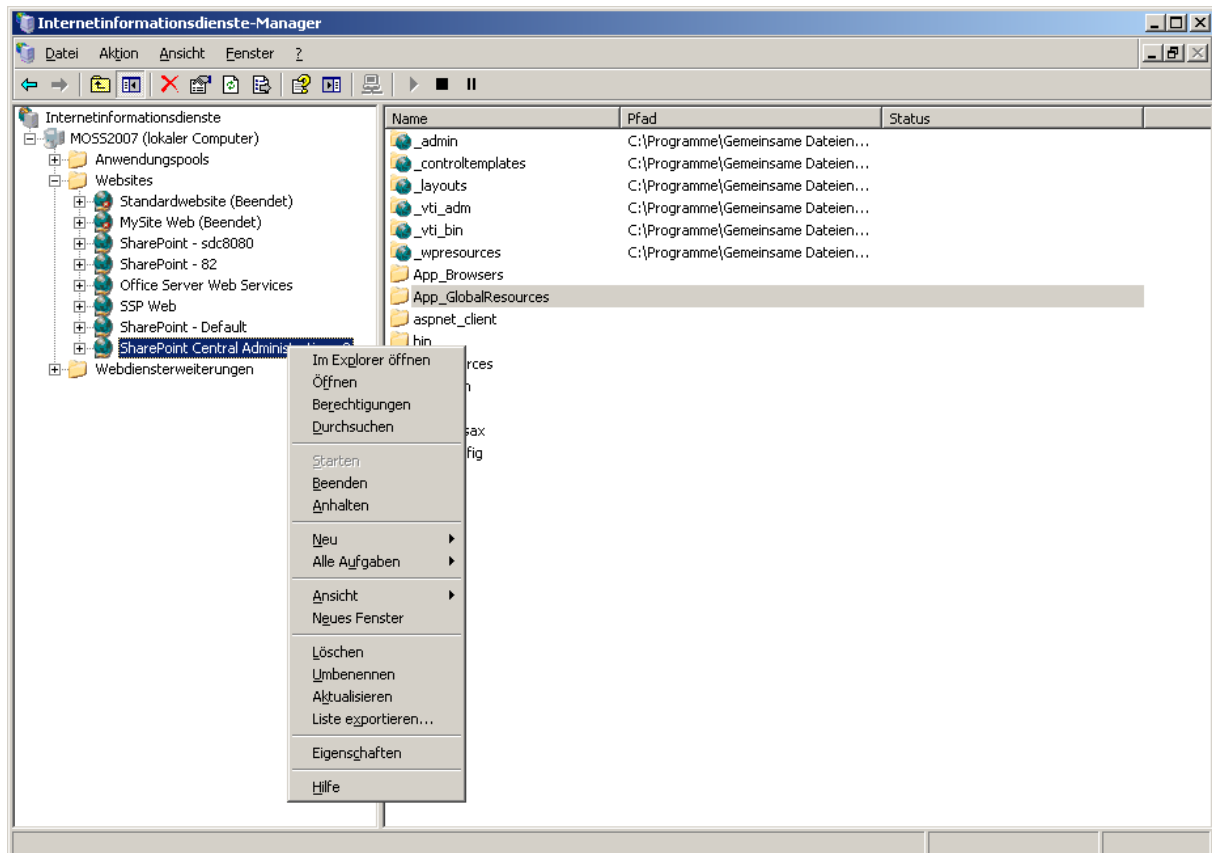 Internetinformationsdienste-Manager
Datei Aktion Ansicht Fenster ?
Internetinformationsdienste
MOSS2007 (lokaler Computer)
Anwendungspools
Websites
Standardwebsite (Beendet)
MySite Web (Beendet)
SharePoint - sdc8080
SharePoint - 82
Office Server Web Services
SSP Web
SharePoint - Default
SharePoint Central
Webdiensterweiterungen
Name Pfad Status
_admin C:\Programme\Gemeinsame Dateien...
_controltemplates C:\Programme\Gemeinsame Dateien...
_layouts C:\Programme\Gemeinsame Dateien...
_vti_adm C:\Programme\Gemeinsame Dateien...
_vti_bin C:\Programme\Gemeinsame Dateien...
_wpresources C:\Programme\Gemeinsame Dateien...
App_Browsers
App_GlobalResources
aspnet_client
bin
rces
sax
fig
Im Explorer öffnen
Öffnen
Berechtigungen
Durchsuchen
Starten
Beenden
Anhalten
Neu
Alle Aufgaben
Ansicht
Neues Fenster
Löschen
Umbenennen
Aktualisieren
Liste exportieren...
Eigenschaften
Hilfe